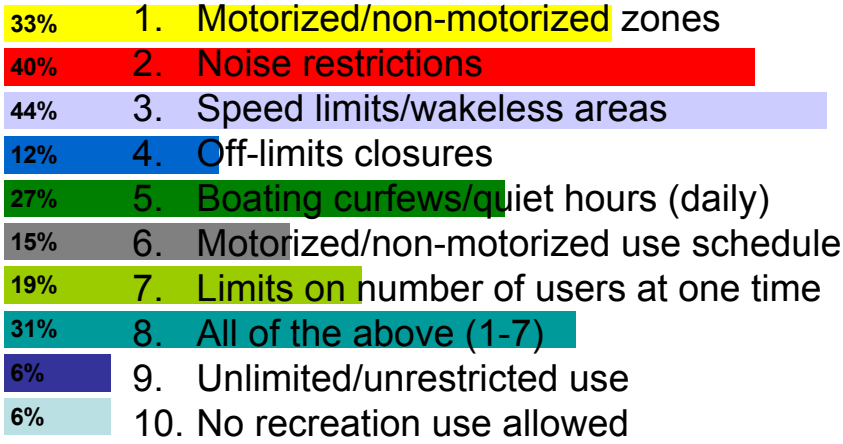 33% 1. Motorized/non-motorized zones
40% 2. Noise restrictions
44% 3. Speed limits/wakeless areas
12% 4. Off-limits closures
27% 5. Boating curfews/quiet hours (daily)
15% 6. Motorized/non-motorized use schedule
19% 7. Limits on number of users at one time
31% 8. All of the above (1-7)
6% 9. Unlimited/unrestricted use
6% 10. No recreation use allowed